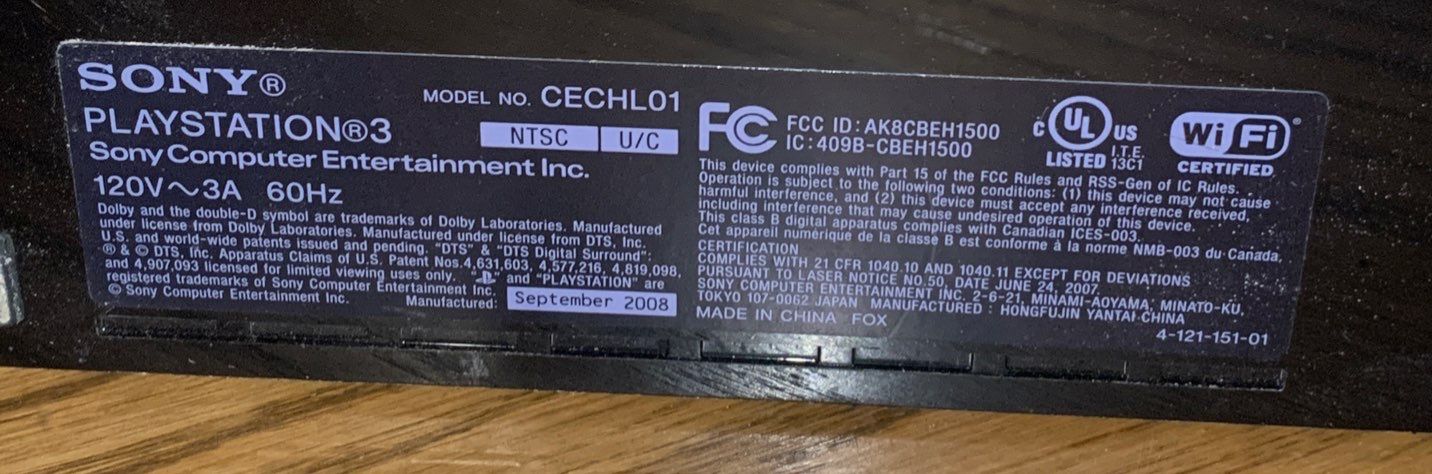 SONY®
PLAYSTATION®3
MODEL NO. CECHL01
NTSC U/C
Sony Computer Entertainment Inc.
120V～3A 60Hz
Dolby and the double-D symbol are trademarks of Dolby Laboratories. Manufactured
under license from Dolby Laboratories. Manufactured under license from DTS, Inc.
U.S. and world-wide patents issued and pending. "DTS" & "DTS Digital Surround":
® & © DTS, Inc. Apparatus Claims of U.S. Patent Nos.4,631,603, 4,577,216, 4,819,098,
and 4,907,093 licensed for limited viewing uses only. " " and "PLAYSTATION" are
registered trademarks of Sony Computer Entertainment Inc.
© Sony Computer Entertainment Inc.
Manufactured: September 2008
FC
FCC ID:AK8CBEH1500
IC:409B-CBEH1500
C UL US
LISTED I.T.E. 13C1
Wi Fi®
CERTIFIED
This device complies with Part 15 of the FCC Rules and RSS-Gen of IC Rules.
Operation is subject to the following two conditions: (1) this device may not cause
harmful interference, and (2) this device must accept any interference received,
including interference that may cause undesired operation of this device.
This class B digital apparatus complies with Canadian ICES-003.
Cet appareil numérique de la classe B est conforme à la norme NMB-003 du Canada,
CERTIFICATION
COMPLIES WITH 21 CFR 1040.10 AND 1040.11 EXCEPT FOR DEVIATIONS
PURSUANT TO LASER NOTICE NO.50, DATE JUNE 24, 2007.
SONY COMPUTER ENTERTAINMENT INC. 2-6-21, MINAMI-AOYAMA, MINATO-KU,
TOKYO 107-0062 JAPAN MANUFACTURED : HONGFUJIN YANTAI·CHINA
MADE IN CHINA FOX
4-121-151-01